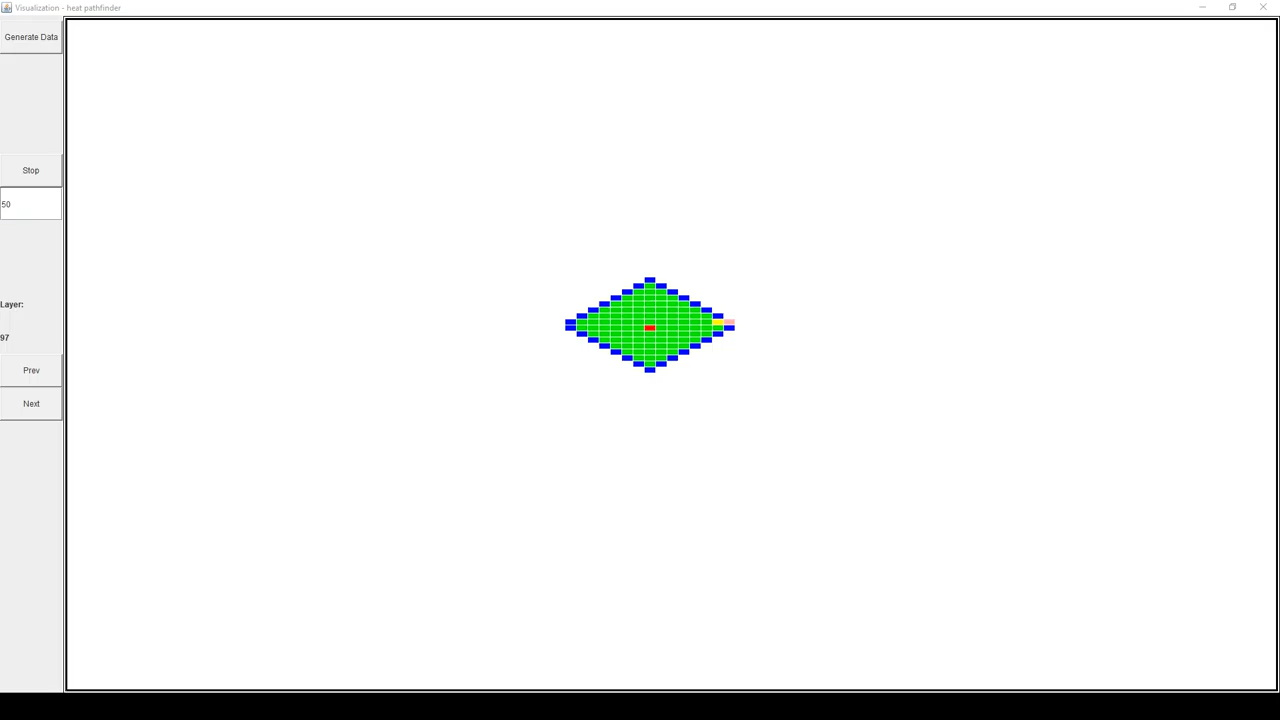 Visualization - heat pathfinder
Generate Data
Stop
50
Layer:
97
Prev
Next